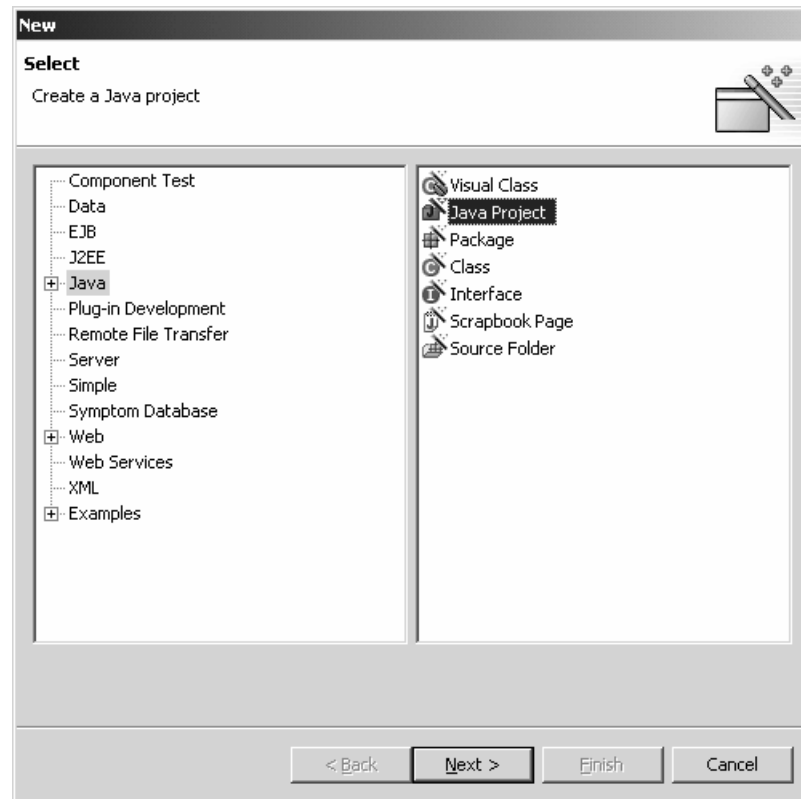 New
Select
Create a Java project
Component Test
Data
EJB
J2EE
Java
Plug-in Development
Remote File Transfer
Server
Simple
Symptom Database
Web
Web Services
XML
Examples
Visual Class
Java Project
Package
Class
Interface
Scrapbook Page
Source Folder
< Back
Next >
Finish
Cancel